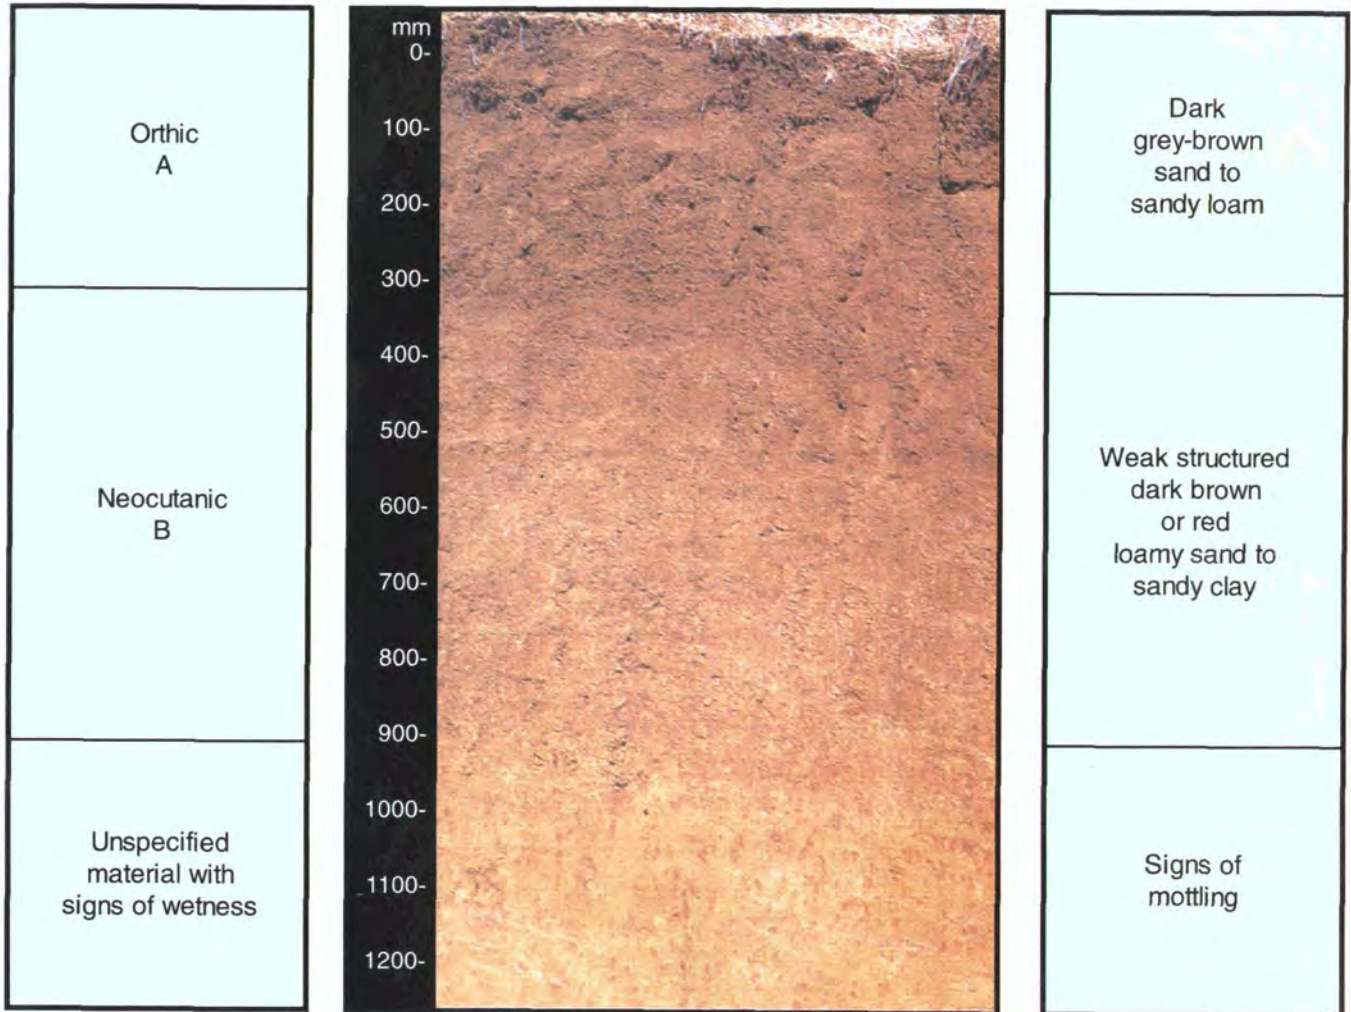 Orthic
A
Neocutanic
B
Unspecified
material with
signs of wetness
mm
0-
100-
200-
300-
400-
500-
600-
700-
800-
900-
1000-
1100-
1200-
Dark
grey-brown
sand to
sandy loam
Weak structured
dark brown
or red
loamy sand to
sandy clay
Signs of
mottling